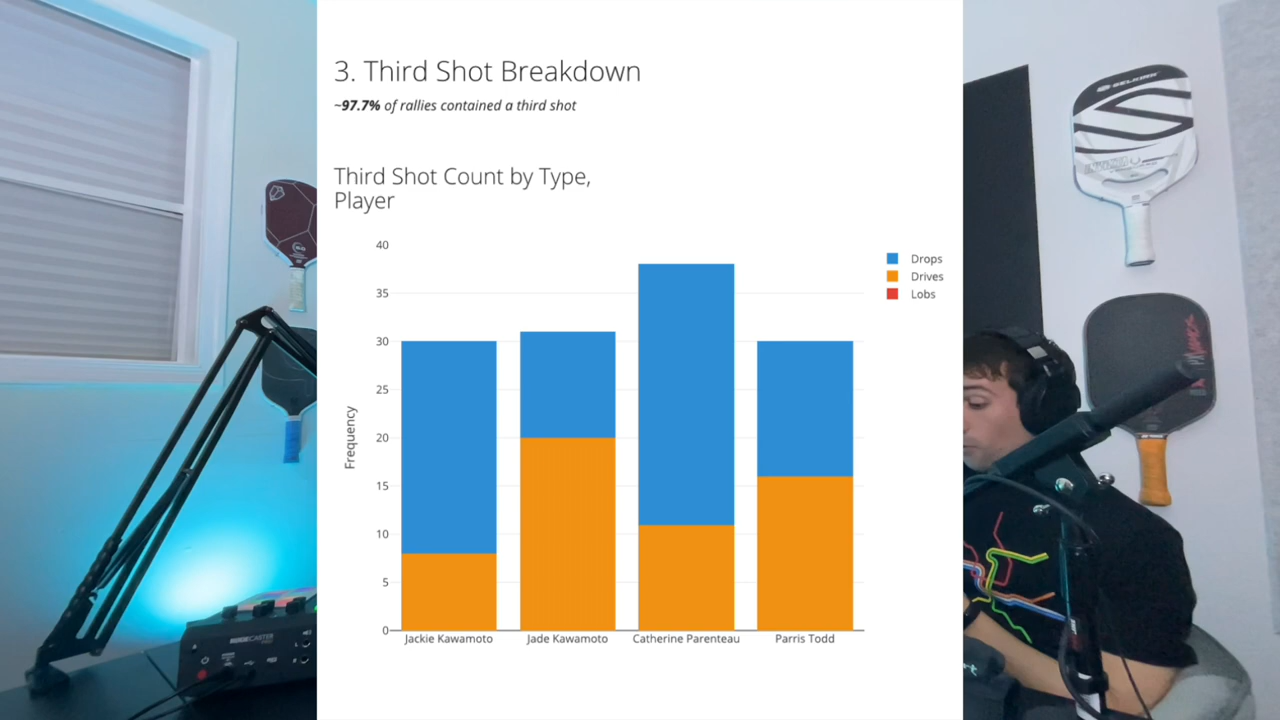 3. Third Shot Breakdown
~97.7% of rallies contained a third shot
Third Shot Count by Type,
Player
40
35
30
25
20
15
10
5
0
Frequency
Drops
Drives
Lobs
Jackie Kawamoto
Jade Kawamoto
Catherine Parenteau
Parris Todd
SELKIRK
RØDECASTER